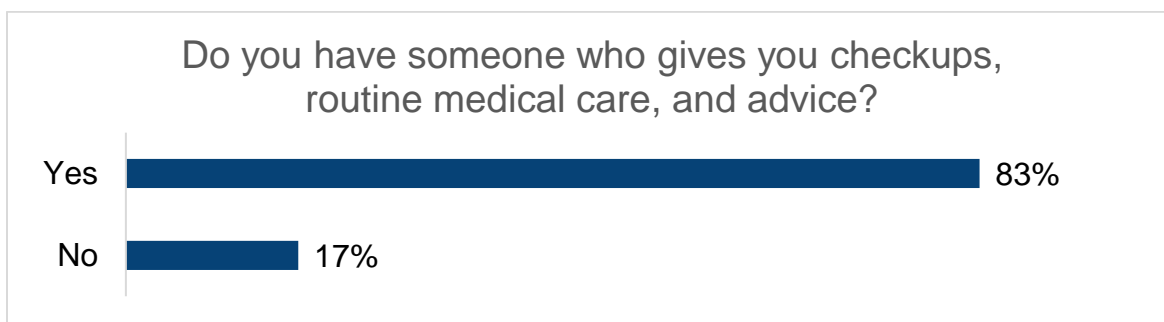 Do you have someone who gives you checkups,
routine medical care, and advice?
Yes 83%
No 17%